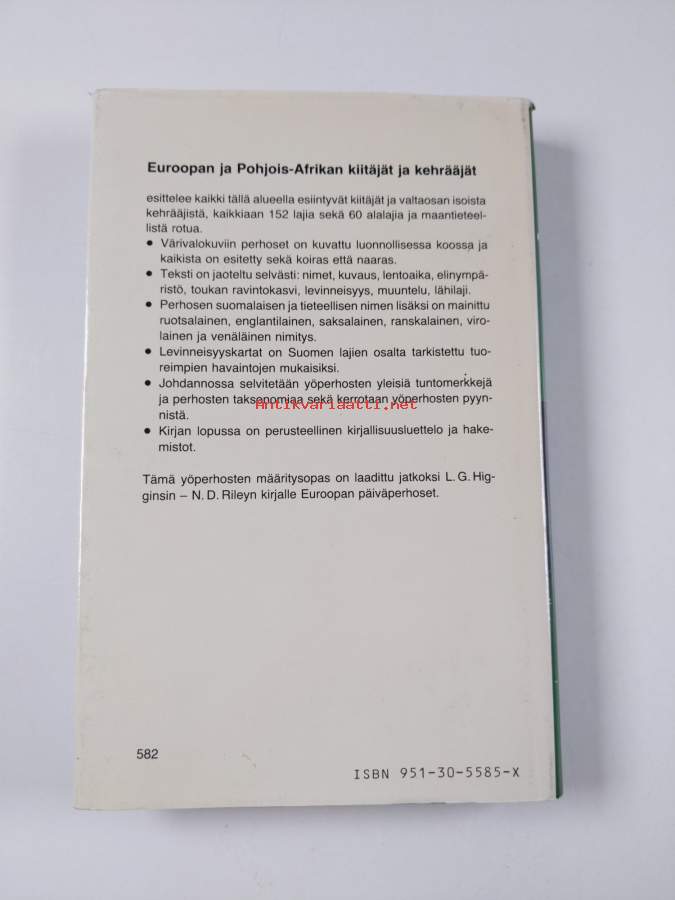 Euroopan ja Pohjois-Afrikan kiitäjät ja kehrääjät
esittelee kaikki tällä alueella esiintyvät kiitäjät ja valtaosan isoista
kehrääjistä, kaikkiaan 152 lajia sekä 60 alalajia ja maantieteel-
listä rotua.
● Värivalokuviin perhoset on kuvattu luonnollisessa koossa ja
kaikista on esitetty sekä koiras että naaras.
● Teksti on jaoteltu selvästi: nimet, kuvaus, lentoaika, elinympä-
ristö, toukan ravintokasvi, levinneisyys, muuntelu, lähilaji.
● Perhosen suomalaisen ja tieteellisen nimen lisäksi on mainittu
ruotsalainen, englantilainen, saksalainen, ranskalainen, viro-
lainen ja venäläinen nimitys.
● Levinneisyyskartat on Suomen lajien osalta tarkistettu tuo-
reimpien havaintojen mukaisiksi.
● Johdannossa selvitetään yöperhosten yleisiä tuntomerkkejä
ja perhosten taksonomiaa sekä kerrotaan yöperhosten pyyn-
nistä.
Antikvariaatti.net
● Kirjan lopussa on perusteellinen kirjallisuusluettelo ja hake-
mistot.
Tämä yöperhosten määritysopas on laadittu jatkoksi L. G. Hig-
ginsin – N. D. Rileyn kirjalle Euroopan päiväperhoset.
582
ISBN 951-30-5585-X